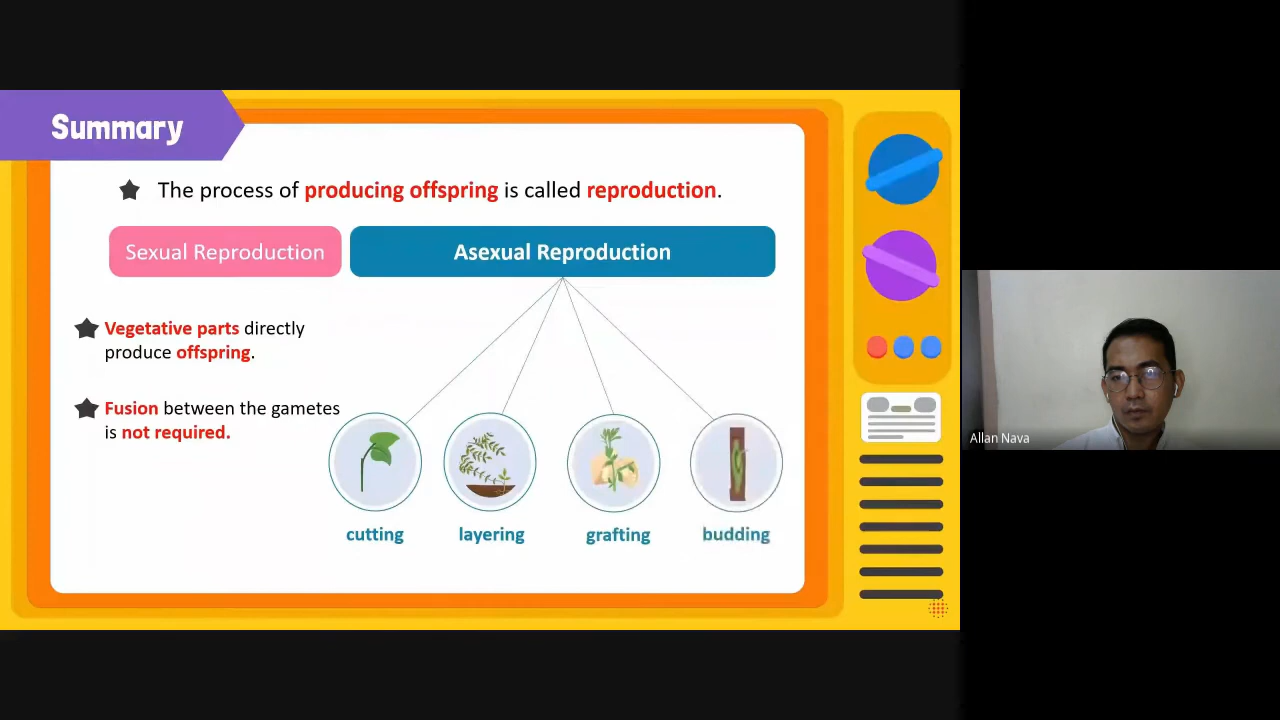 Summary
The process of producing offspring is called reproduction.
Sexual Reproduction
Asexual Reproduction
Vegetative parts directly
produce offspring.
Fusion between the gametes
is not required.
cutting
layering
grafting
budding
Allan Nava